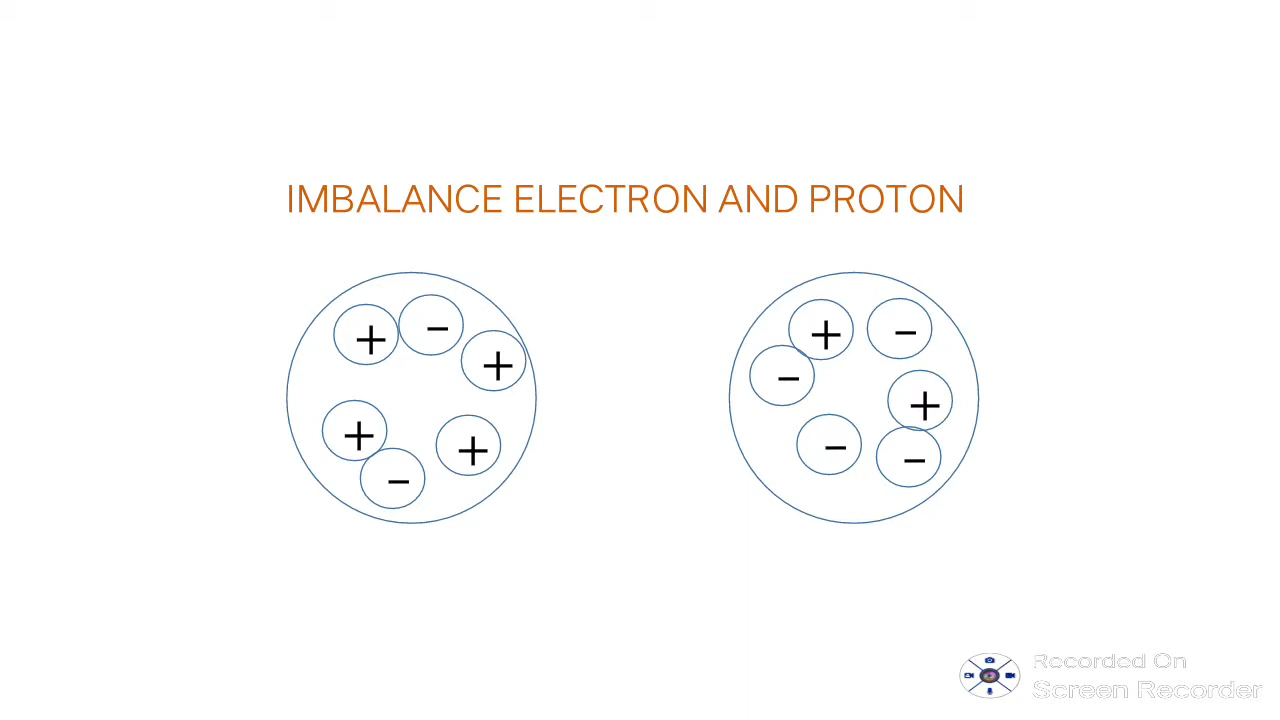 IMBALANCE ELECTRON AND PROTON
+ − + + − +
+ − − + − −
Recorded On
Screen Recorder